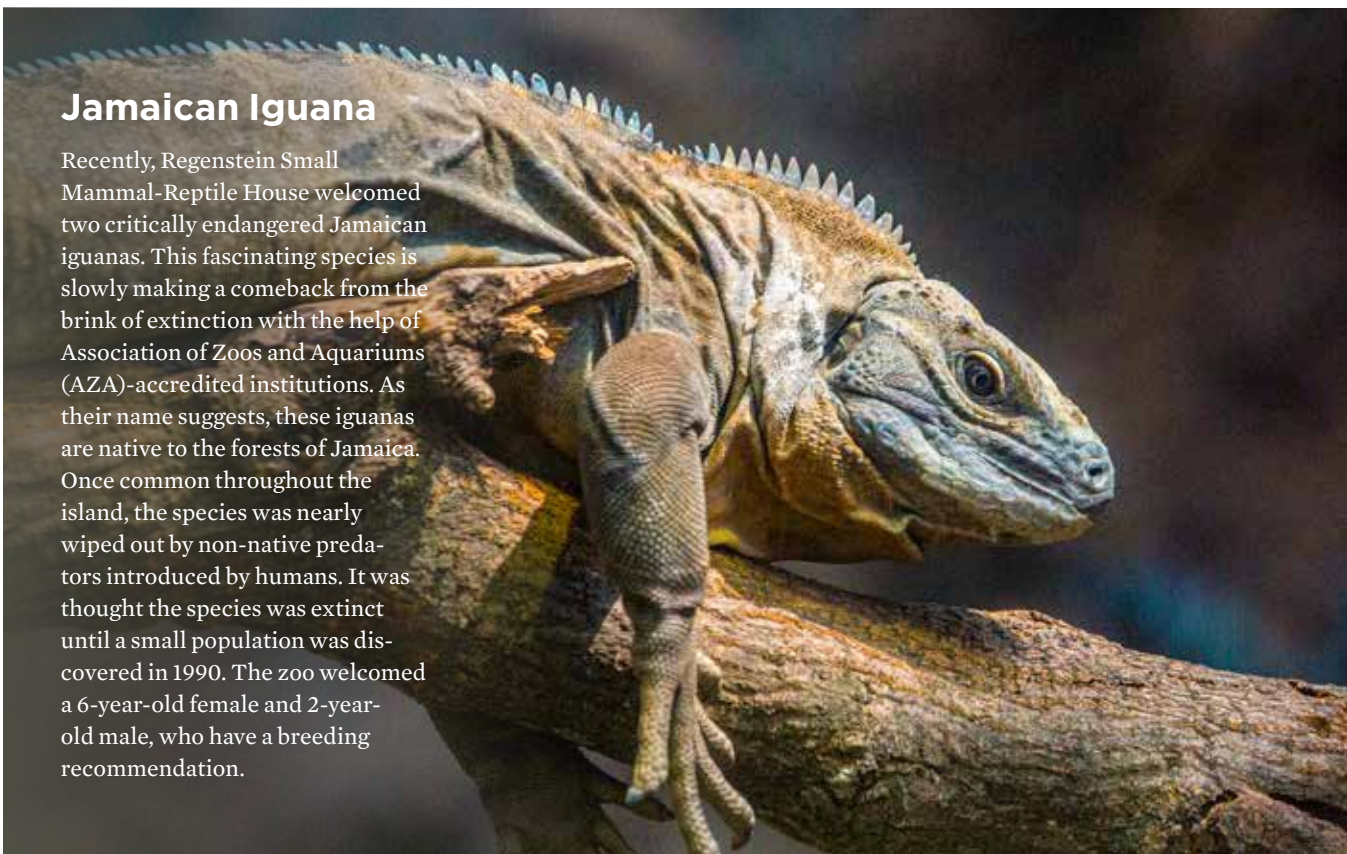 Jamaican Iguana
Recently, Regenstein Small
Mammal-Reptile House welcomed
two critically endangered Jamaican
iguanas. This fascinating species is
slowly making a comeback from the
brink of extinction with the help of
Association of Zoos and Aquariums
(AZA)-accredited institutions. As
their name suggests, these iguanas
are native to the forests of Jamaica.
Once common throughout the
island, the species was nearly
wiped out by non-native preda-
tors introduced by humans. It was
thought the species was extinct
until a small population was dis-
covered in 1990. The zoo welcomed
a 6-year-old female and 2-year-
old male, who have a breeding
recommendation.